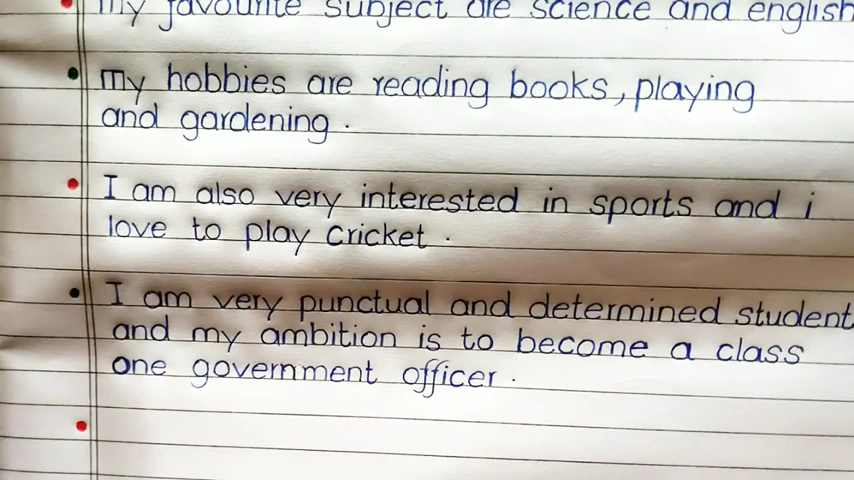 my favourite subject are science and english
my hobbies are reading books, playing
and gardening.
I am also very interested in sports and i
love to play cricket.
I am very punctual and determined student
and my ambition is to become a class
one government officer.